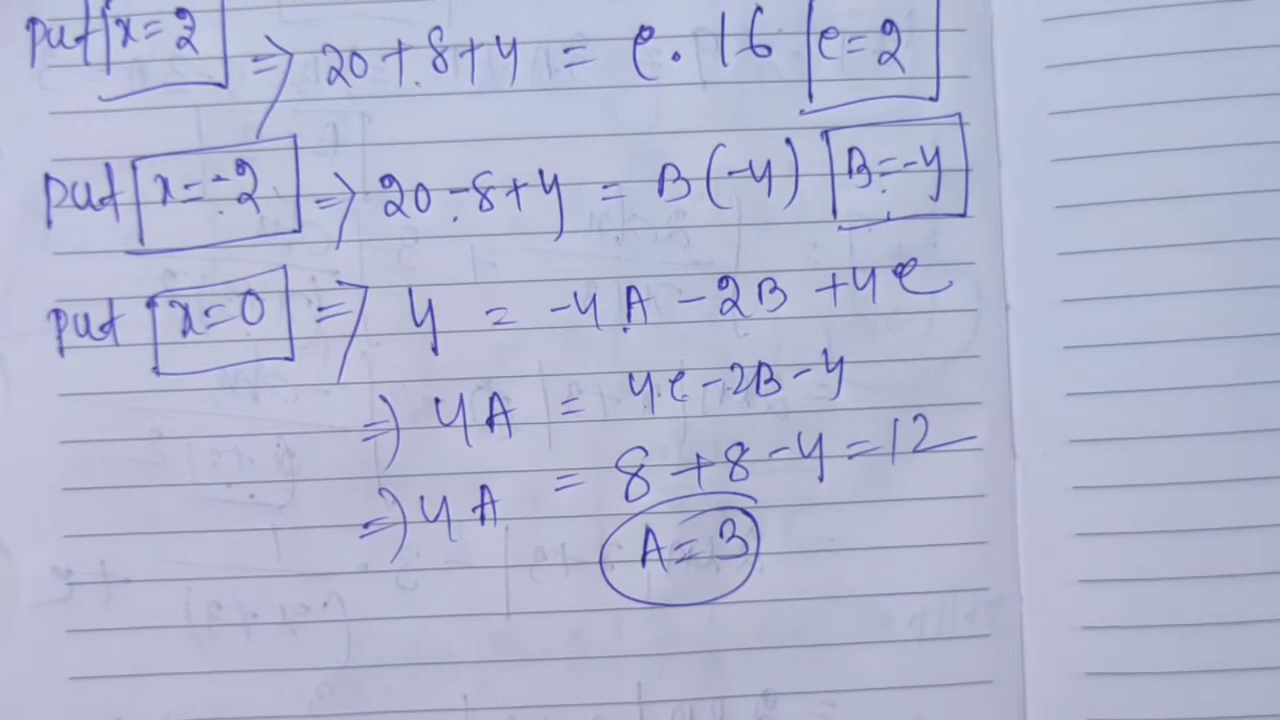 put x=2 ⇒ 20+8+4 = C.16 C=2
put x=-2 ⇒ 20-8+4 = B(-4) B=-4
put x=0 ⇒ 4 = -4A -2B +4C
⇒ 4A = 4C-2B-4
⇒ 4A = 8+8-4=12
A=3